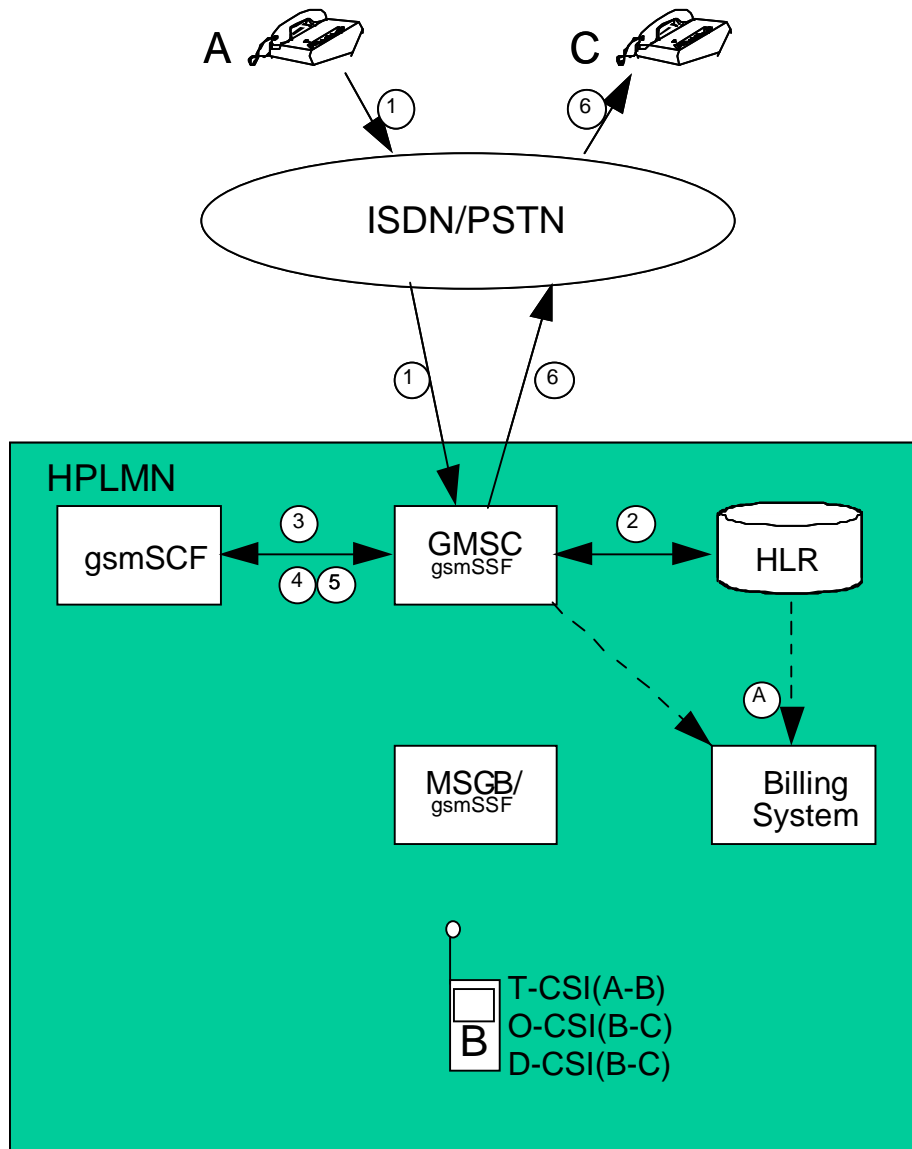 A
C
1
6
ISDN/PSTN
1
6
HPLMN
gsmSCF
3
4
5
GMSC
gsmSSF
2
HLR
A
MSCB/
gsmSSF
Billing
System
B
T-CSI(A-B)
O-CSI(B-C)
D-CSI(B-C)